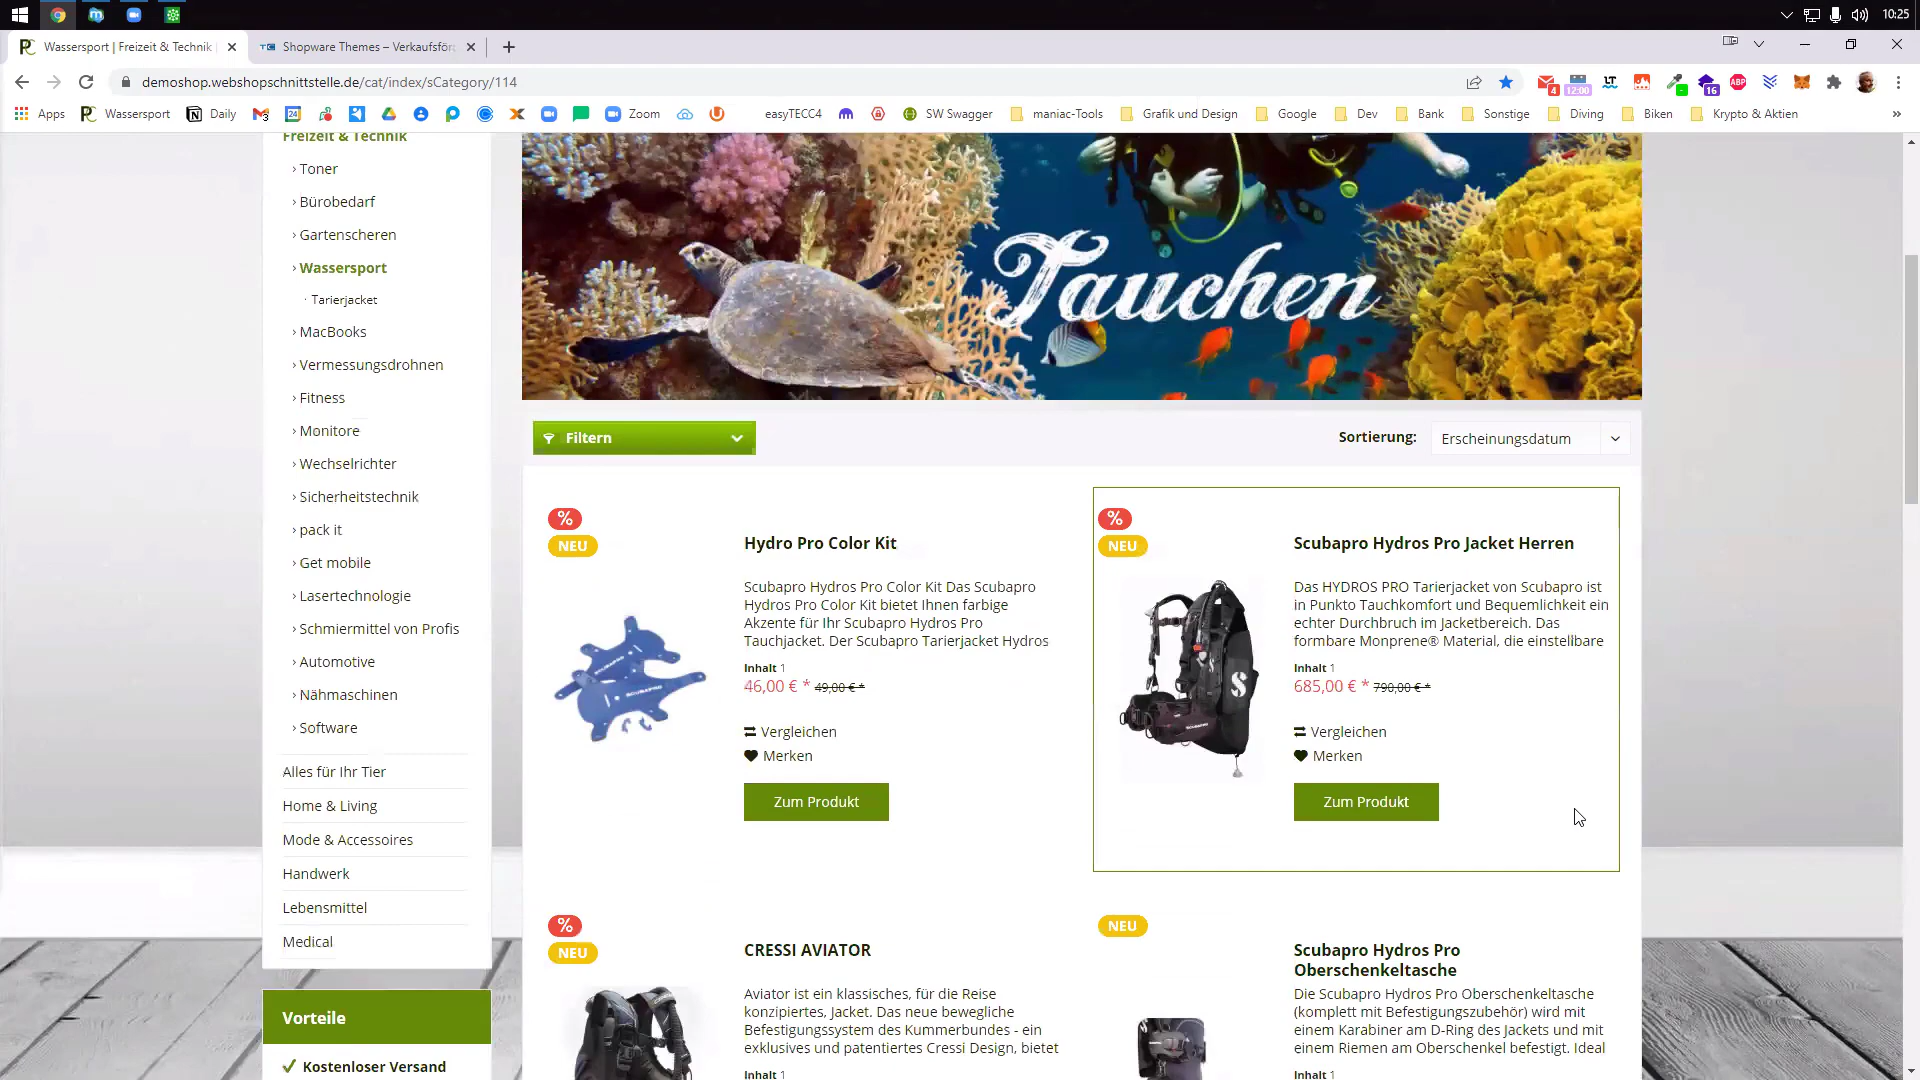 10:25
Wassersport | Freizeit & Technik
Shopware Themes – Verkaufsför
demoshop.webshopschnittstelle.de/cat/index/sCategory/114
4
12:00
LT
16
ABP
Apps
Wassersport
Daily
24
Zoom
easyTECC4
SW Swagger
maniac-Tools
Grafik und Design
Google
Dev
Bank
Sonstige
Diving
Biken
Krypto & Aktien
»
Freizeit & Technik
Toner
Bürobedarf
Gartenscheren
Wassersport
Tarierjacket
MacBooks
Vermessungsdrohnen
Fitness
Monitore
Wechselrichter
Sicherheitstechnik
pack it
Get mobile
Lasertechnologie
Schmiermittel von Profis
Automotive
Nähmaschinen
Software
Alles für Ihr Tier
Home & Living
Mode & Accessoires
Handwerk
Lebensmittel
Medical
Vorteile
Kostenloser Versand
Tauchen
Filtern
Sortierung:
Erscheinungsdatum
%
NEU
Hydro Pro Color Kit
Scubapro Hydros Pro Color Kit Das Scubapro
Hydros Pro Color Kit bietet Ihnen farbige
Akzente für Ihr Scubapro Hydros Pro
Tauchjacket. Der Scubapro Tarierjacket Hydros
Inhalt 1
46,00 € * 49,00 € *
Vergleichen
Merken
Zum Produkt
%
NEU
Scubapro Hydros Pro Jacket Herren
Das HYDROS PRO Tarierjacket von Scubapro ist
in Punkto Tauchkomfort und Bequemlichkeit ein
echter Durchbruch im Jacketbereich. Das
formbare Monprene® Material, die einstellbare
Inhalt 1
685,00 € * 790,00 € *
Vergleichen
Merken
Zum Produkt
%
NEU
CRESSI AVIATOR
Aviator ist ein klassisches, für die Reise
konzipiertes, Jacket. Das neue bewegliche
Befestigungssystem des Kummerbundes - ein
exklusives und patentiertes Cressi Design, bietet
Inhalt 1
NEU
Scubapro Hydros Pro
Oberschenkeltasche
Die Scubapro Hydros Pro Oberschenkeltasche
(komplett mit Befestigungszubehör) wird mit
einem Karabiner am D-Ring des Jackets und mit
einem Riemen am Oberschenkel befestigt. Ideal
Inhalt 1